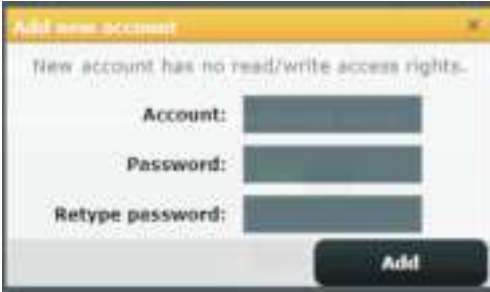 Add new account
New account has no read/write access rights.
Account:
Password:
Retype password:
Add